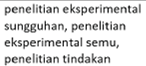 penelitian eksperimental
sungguhan, penelitian
eksperimental semu,
penelitian tindakan